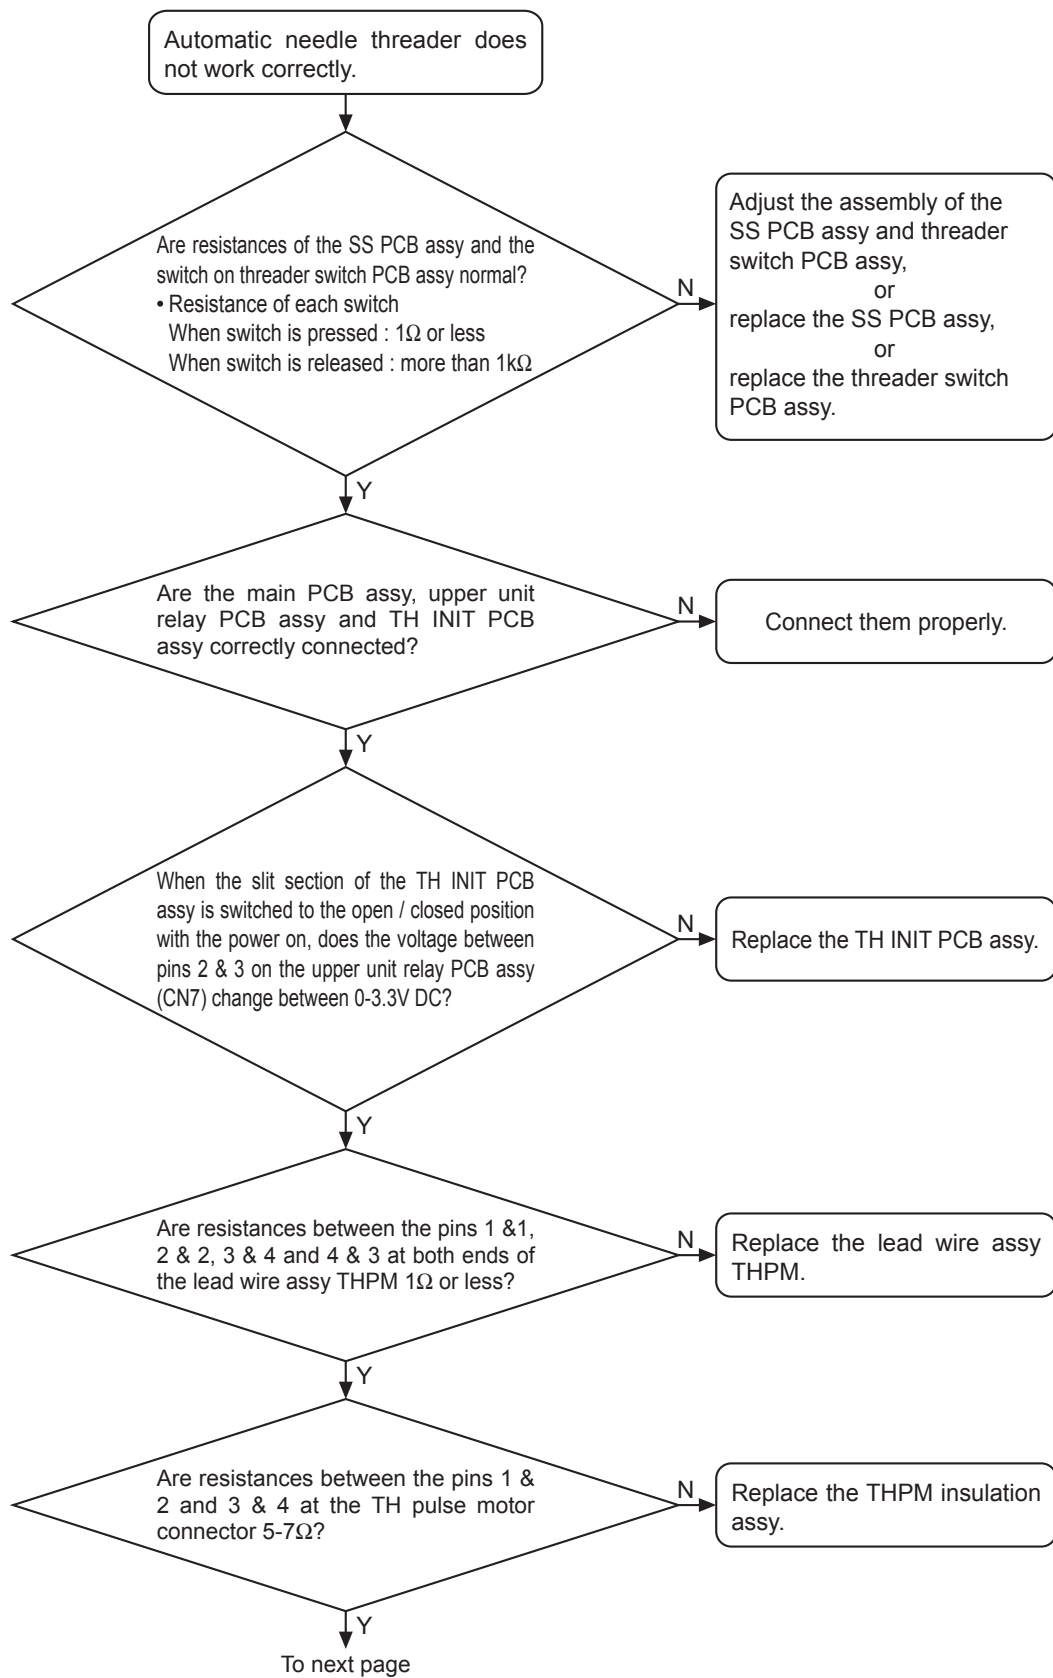 Automatic needle threader does
not work correctly.
Are resistances of the SS PCB assy and the
switch on threader switch PCB assy normal?
• Resistance of each switch
When switch is pressed : 1Ω or less
When switch is released : more than 1kΩ
N
Adjust the assembly of the
SS PCB assy and threader
switch PCB assy,
or
replace the SS PCB assy,
or
replace the threader switch
PCB assy.
Y
Are the main PCB assy, upper unit
relay PCB assy and TH INIT PCB
assy correctly connected?
N
Connect them properly.
Y
When the slit section of the TH INIT PCB
assy is switched to the open / closed position
with the power on, does the voltage between
pins 2 & 3 on the upper unit relay PCB assy
(CN7) change between 0-3.3V DC?
N
Replace the TH INIT PCB assy.
Y
Are resistances between the pins 1 &1,
2 & 2, 3 & 4 and 4 & 3 at both ends of
the lead wire assy THPM 1Ω or less?
N
Replace the lead wire assy
THPM.
Y
Are resistances between the pins 1 &
2 and 3 & 4 at the TH pulse motor
connector 5-7Ω?
N
Replace the THPM insulation
assy.
Y
To next page